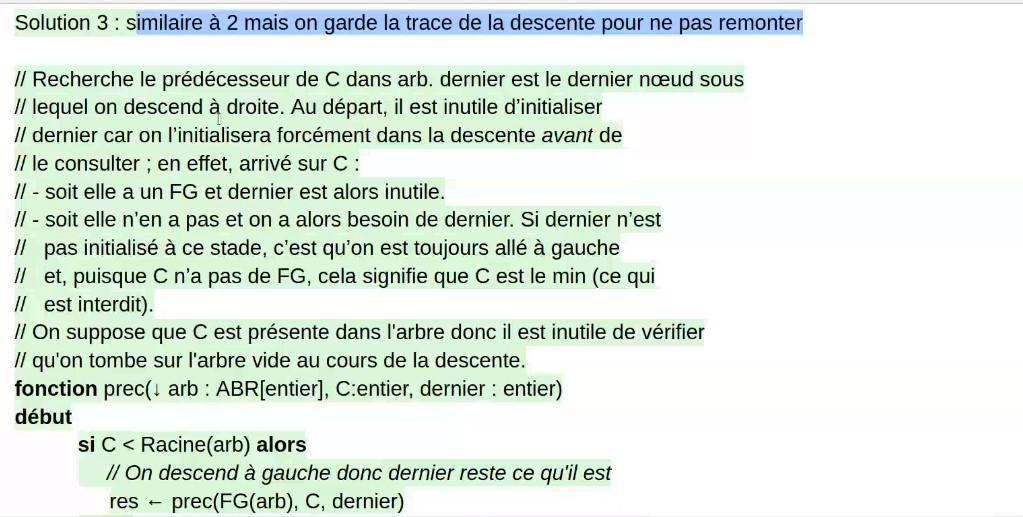 Solution 3 : similaire à 2 mais on garde la trace de la descente pour ne pas remonter
// Recherche le prédécesseur de C dans arb. dernier est le dernier nœud sous
// lequel on descend à droite. Au départ, il est inutile d’initialiser
// dernier car on l’initialisera forcément dans la descente avant de
// le consulter ; en effet, arrivé sur C :
// - soit elle a un FG et dernier est alors inutile.
// - soit elle n’en a pas et on a alors besoin de dernier. Si dernier n’est
// pas initialisé à ce stade, c’est qu’on est toujours allé à gauche
// et, puisque C n’a pas de FG, cela signifie que C est le min (ce qui
// est interdit).
// On suppose que C est présente dans l'arbre donc il est inutile de vérifier
// qu'on tombe sur l'arbre vide au cours de la descente.
fonction prec(↓ arb : ABR[entier], C:entier, dernier : entier)
début
si C < Racine(arb) alors
// On descend à gauche donc dernier reste ce qu'il est
res ← prec(FG(arb), C, dernier)